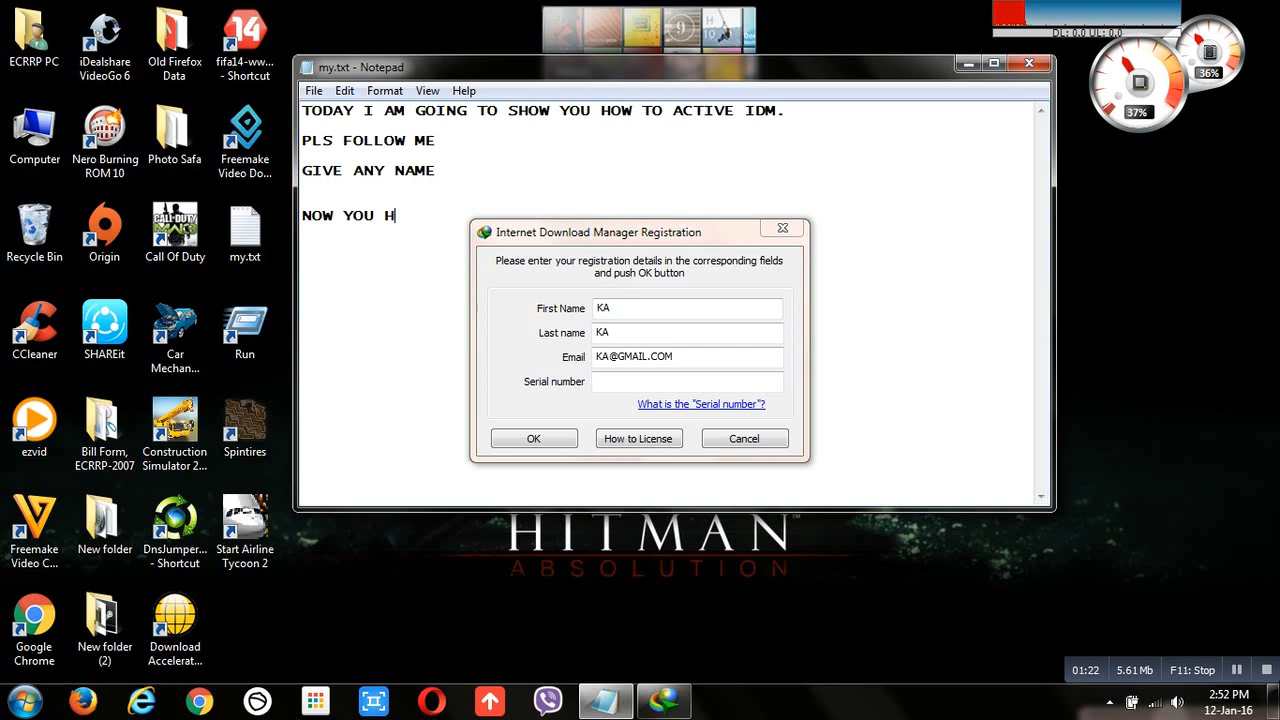 ECRRP PC
iDealshare VideoGo 6
Old Firefox Data
fifa14-ww... - Shortcut
Computer
Nero Burning ROM 10
Photo Safa
Freemake Video Do...
Recycle Bin
Origin
Call Of Duty
my.txt
CCleaner
SHAREit
Car Mechan...
Run
ezvid
Bill Form, ECRRP-2007
Construction Simulator 2...
Spintires
Freemake Video C...
New folder
DnsJumper... - Shortcut
Start Airline Tycoon 2
Google Chrome
New folder (2)
Download Accelerat...
my.txt - Notepad
File Edit Format View Help
TODAY I AM GOING TO SHOW YOU HOW TO ACTIVE IDM.
PLS FOLLOW ME
GIVE ANY NAME
NOW YOU H
Internet Download Manager Registration
Please enter your registration details in the corresponding fields
and push OK button
First Name KA
Last name KA
Email KA@GMAIL.COM
Serial number
What is the "Serial number"?
OK How to License Cancel
HITMAN™
ABSOLUTION
DL: 0.0 UL: 0.0
36%
37%
01:22 5.61 Mb F11: Stop
2:52 PM
12-Jan-16